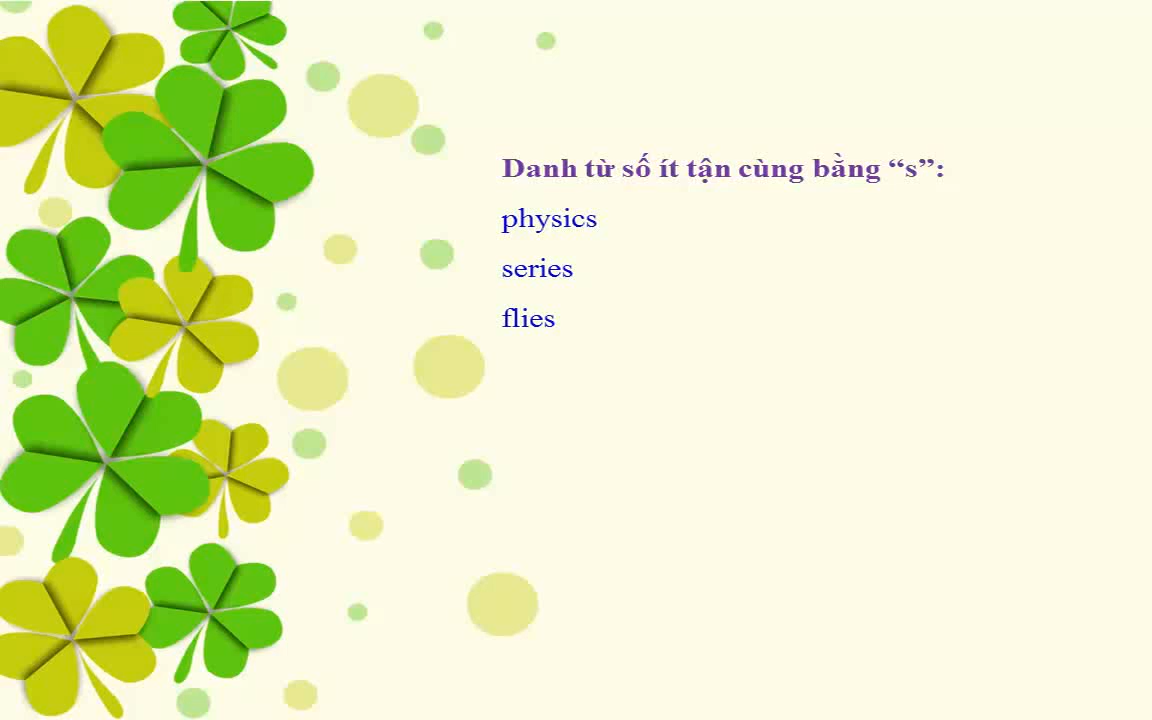 Danh từ số ít tận cùng bằng “s”:
physics
series
flies